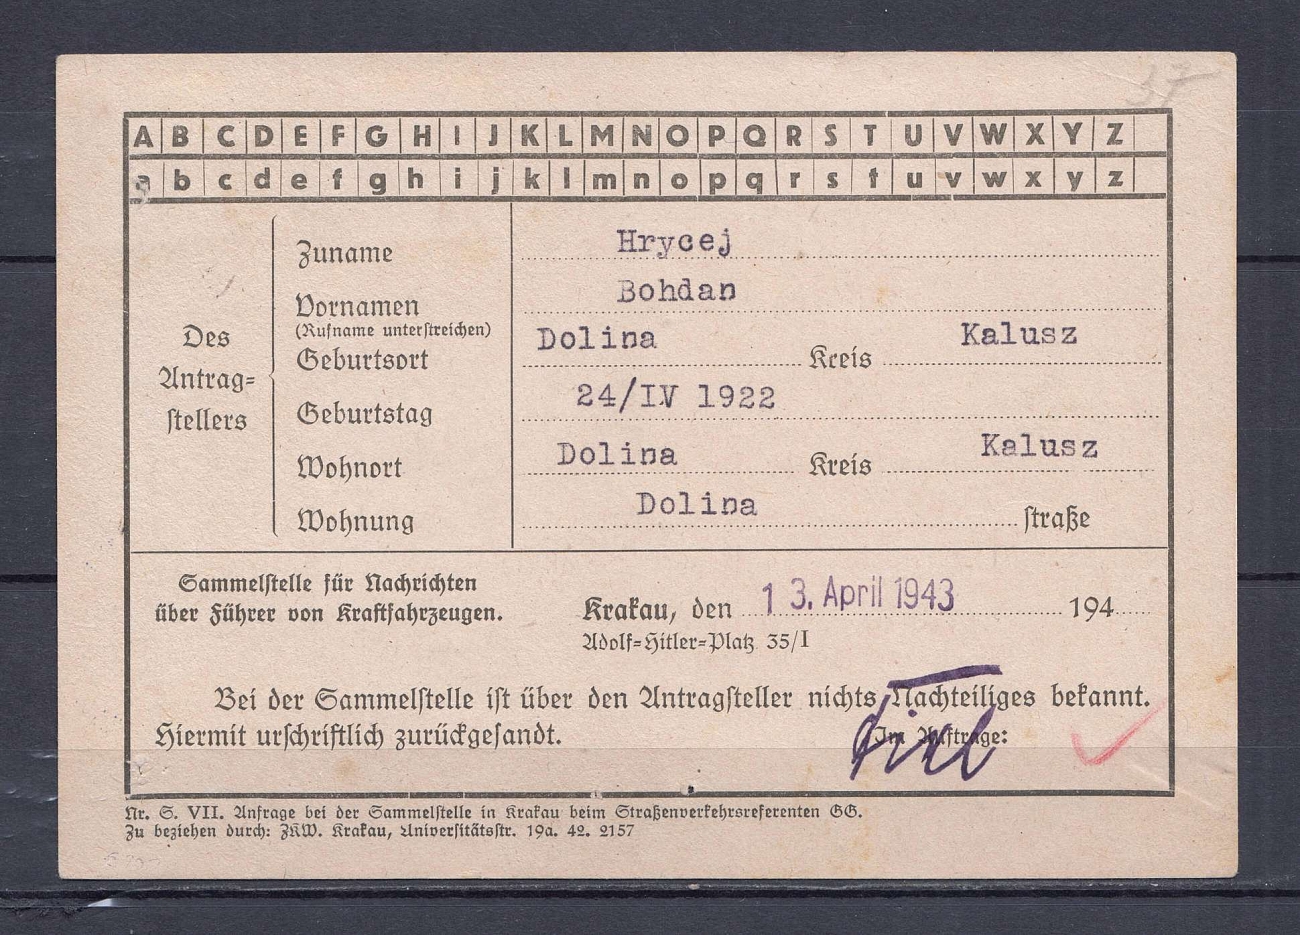 A B C D E F G H I J K L M N O P Q R S T U V W X Y Z
a b c d e f g h i j k l m n o p q r s t u v w x y z
Des Antrag=
stellers
Zuname Hrycej
Vornamen Bohdan
(Rufname unterstreichen)
Geburtsort Dolina Kreis Kalusz
Geburtstag 24/IV 1922
Wohnort Dolina Kreis Kalusz
Wohnung Dolina straße
Sammelstelle für Nachrichten
über Führer von Kraftfahrzeugen.
Krakau, den 13. April 1943 194
Adolf=Hitler=Platz 35/I
Bei der Sammelstelle ist über den Antragsteller nichts Nachteiliges bekannt.
Hiermit urschriftlich zurückgesandt. Im Auftrage:
Nr. S. VII. Anfrage bei der Sammelstelle in Krakau beim Straßenverkehrsreferenten GG.
Zu beziehen durch: ZKW. Krakau, Universitätsstr. 19a. 42. 2157